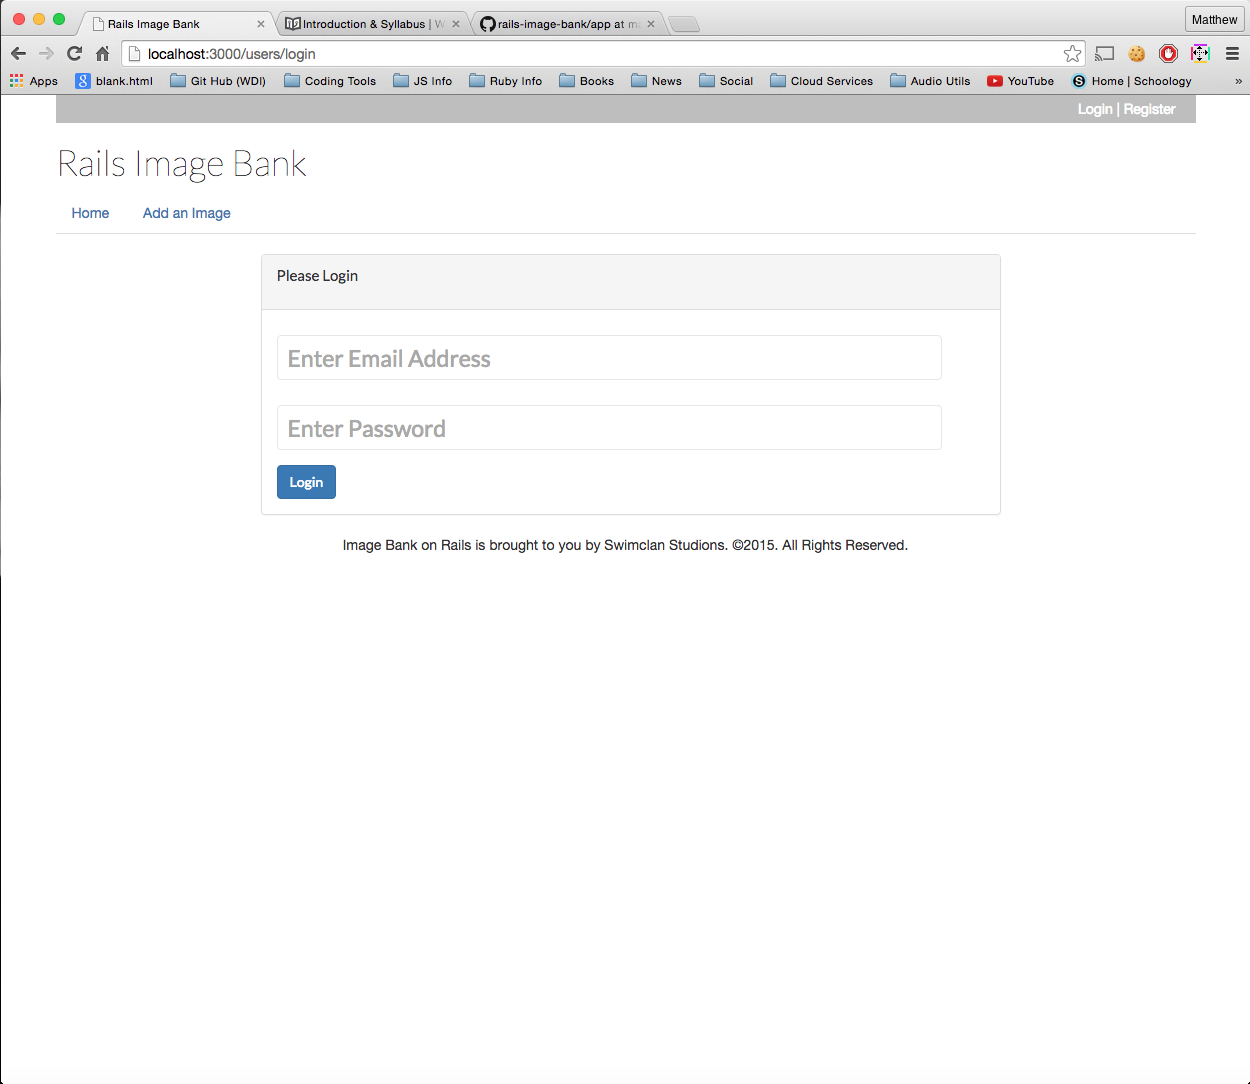 Rails Image Bank
Introduction & Syllabus | W
rails-image-bank/app at ma
Matthew
localhost:3000/users/login
Apps
blank.html
Git Hub (WDI)
Coding Tools
JS Info
Ruby Info
Books
News
Social
Cloud Services
Audio Utils
YouTube
Home | Schoology
»
Login | Register
Rails Image Bank
Home
Add an Image
Please Login
Enter Email Address
Enter Password
Login
Image Bank on Rails is brought to you by Swimclan Studions. ©2015. All Rights Reserved.